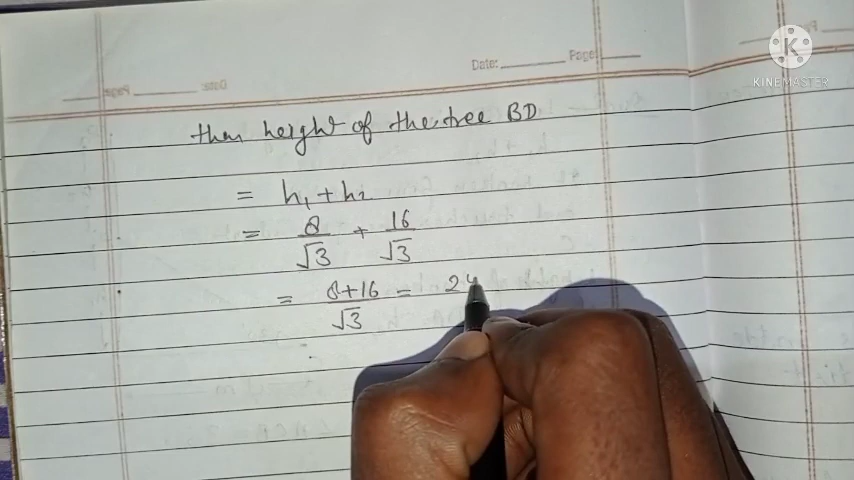 Date: Page:
KINEMASTER
then height of the tree BD
= h₁ + h₂
= 8/√3 + 16/√3
= 8+16/√3 = 24